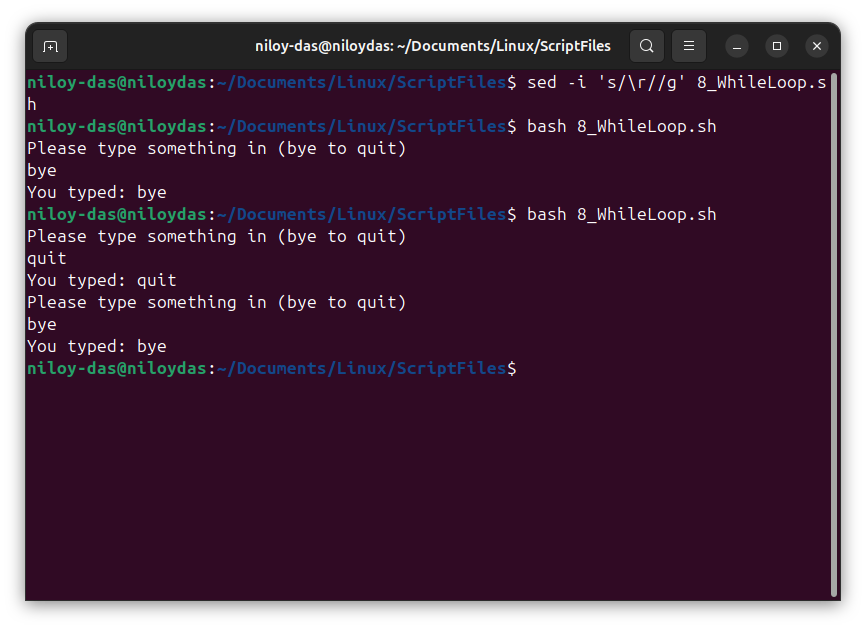 niloy-das@niloydas: ~/Documents/Linux/ScriptFiles
niloy-das@niloydas:~/Documents/Linux/ScriptFiles$ sed -i 's/\r//g' 8_WhileLoop.s
h
niloy-das@niloydas:~/Documents/Linux/ScriptFiles$ bash 8_WhileLoop.sh
Please type something in (bye to quit)
bye
You typed: bye
niloy-das@niloydas:~/Documents/Linux/ScriptFiles$ bash 8_WhileLoop.sh
Please type something in (bye to quit)
quit
You typed: quit
Please type something in (bye to quit)
bye
You typed: bye
niloy-das@niloydas:~/Documents/Linux/ScriptFiles$